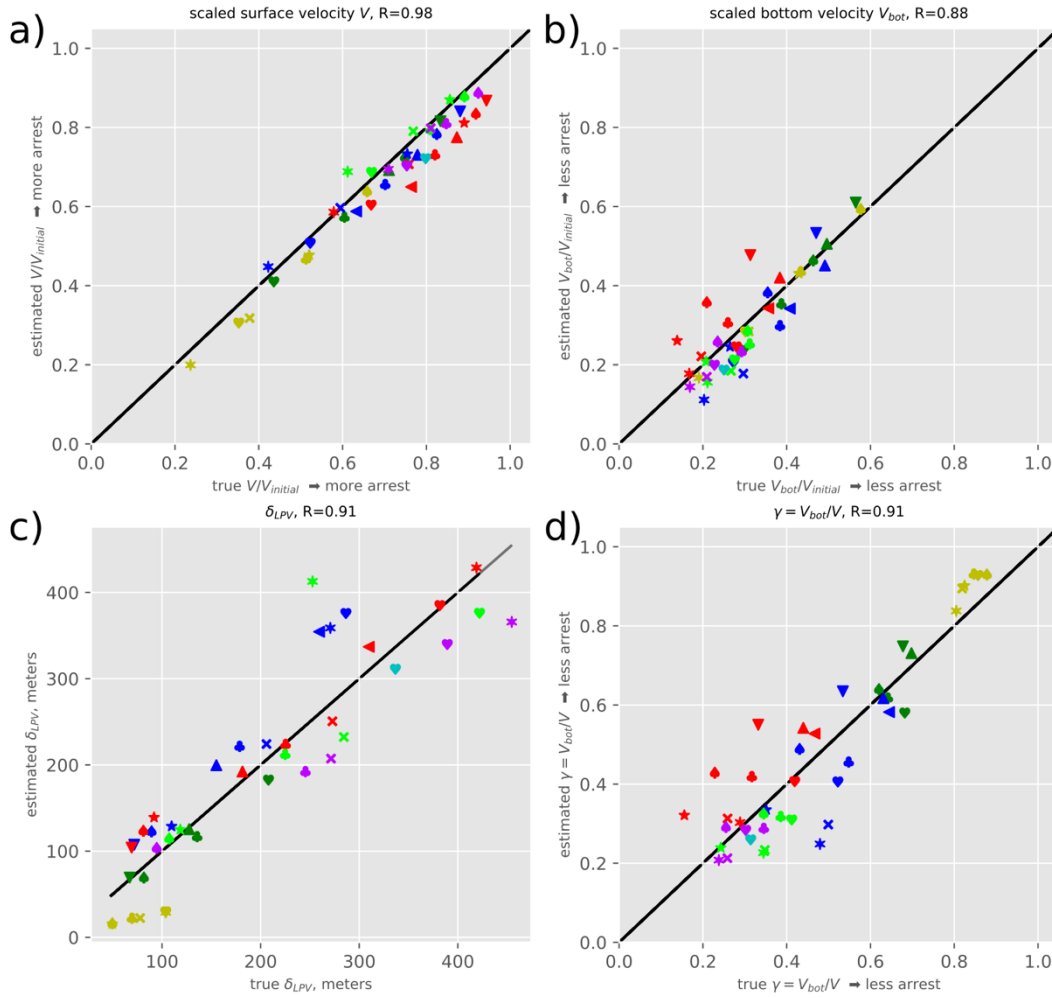 a)
scaled surface velocity V, R=0.98
1.0
0.8
0.6
0.4
0.2
0.0
estimated V/V_initial ➡ more arrest
0.0 0.2 0.4 0.6 0.8 1.0
true V/V_initial ➡ more arrest
b)
scaled bottom velocity V_bot, R=0.88
1.0
0.8
0.6
0.4
0.2
0.0
estimated V_bot/V_initial ➡ less arrest
0.0 0.2 0.4 0.6 0.8 1.0
true V_bot/V_initial ➡ less arrest
c)
δ_LPV, R=0.91
400
300
200
100
0
estimated δ_LPV, meters
100 200 300 400
true δ_LPV, meters
d)
γ = V_bot/V, R=0.91
1.0
0.8
0.6
0.4
0.2
0.0
estimated γ = V_bot/V ➡ less arrest
0.0 0.2 0.4 0.6 0.8 1.0
true γ = V_bot/V ➡ less arrest